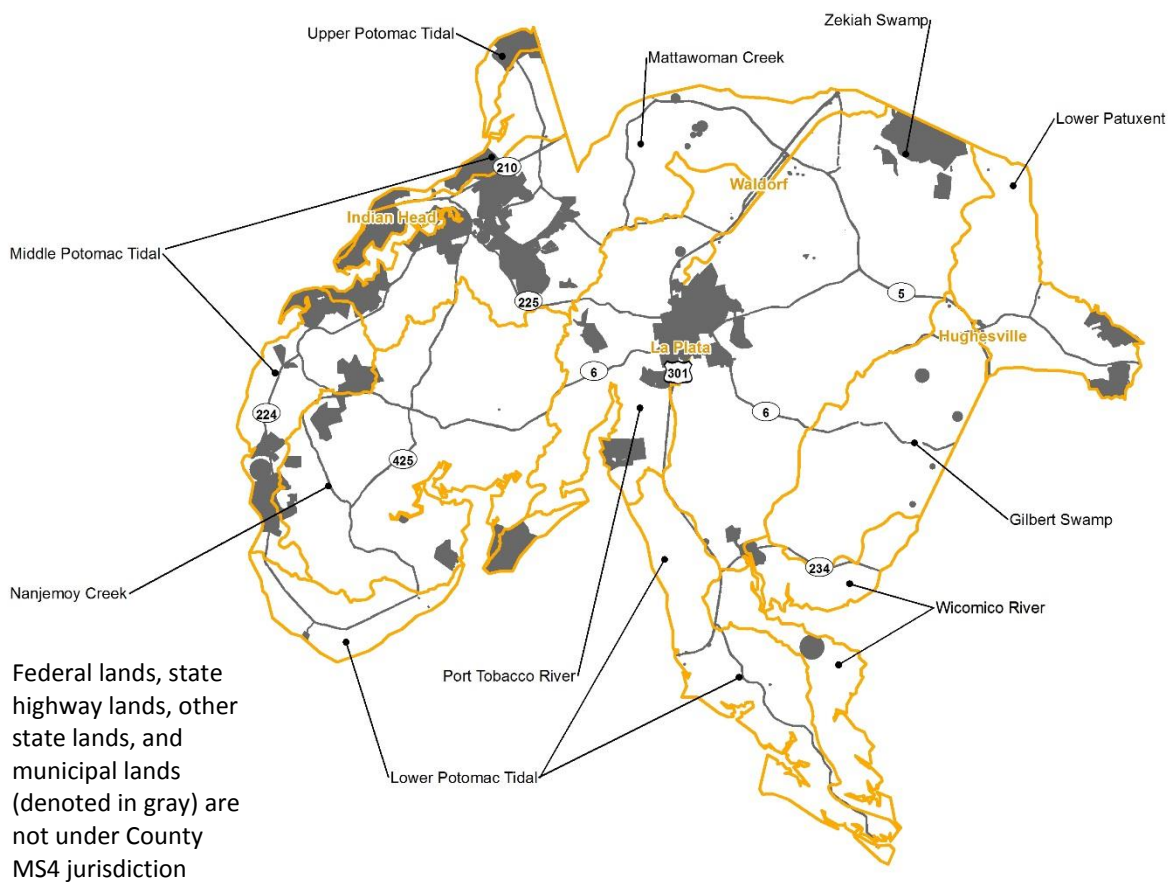 Zekiah Swamp
Upper Potomac Tidal
Mattawoman Creek
Lower Patuxent
210
Waldorf
Indian Head
Middle Potomac Tidal
225
5
Hughesville
La Plata
301
6
224
6
425
Gilbert Swamp
234
Nanjemoy Creek
Wicomico River
Port Tobacco River
Lower Potomac Tidal
Federal lands, state
highway lands, other
state lands, and
municipal lands
(denoted in gray) are
not under County
MS4 jurisdiction